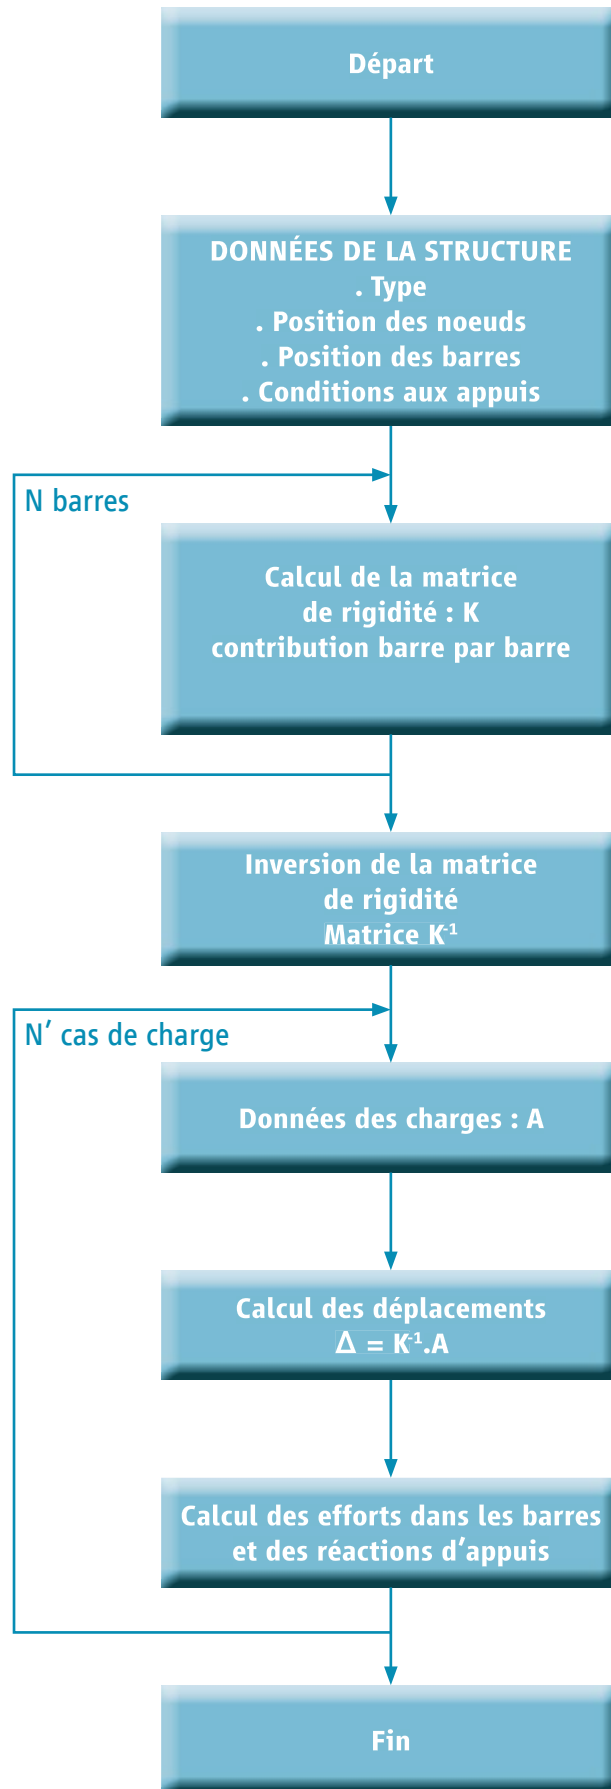 Départ
DONNÉES DE LA STRUCTURE
. Type
. Position des noeuds
. Position des barres
. Conditions aux appuis
N barres
Calcul de la matrice
de rigidité : K
contribution barre par barre
Inversion de la matrice
de rigidité
Matrice K⁻¹
N’ cas de charge
Données des charges : A
Calcul des déplacements
Δ = K⁻¹.A
Calcul des efforts dans les barres
et des réactions d’appuis
Fin